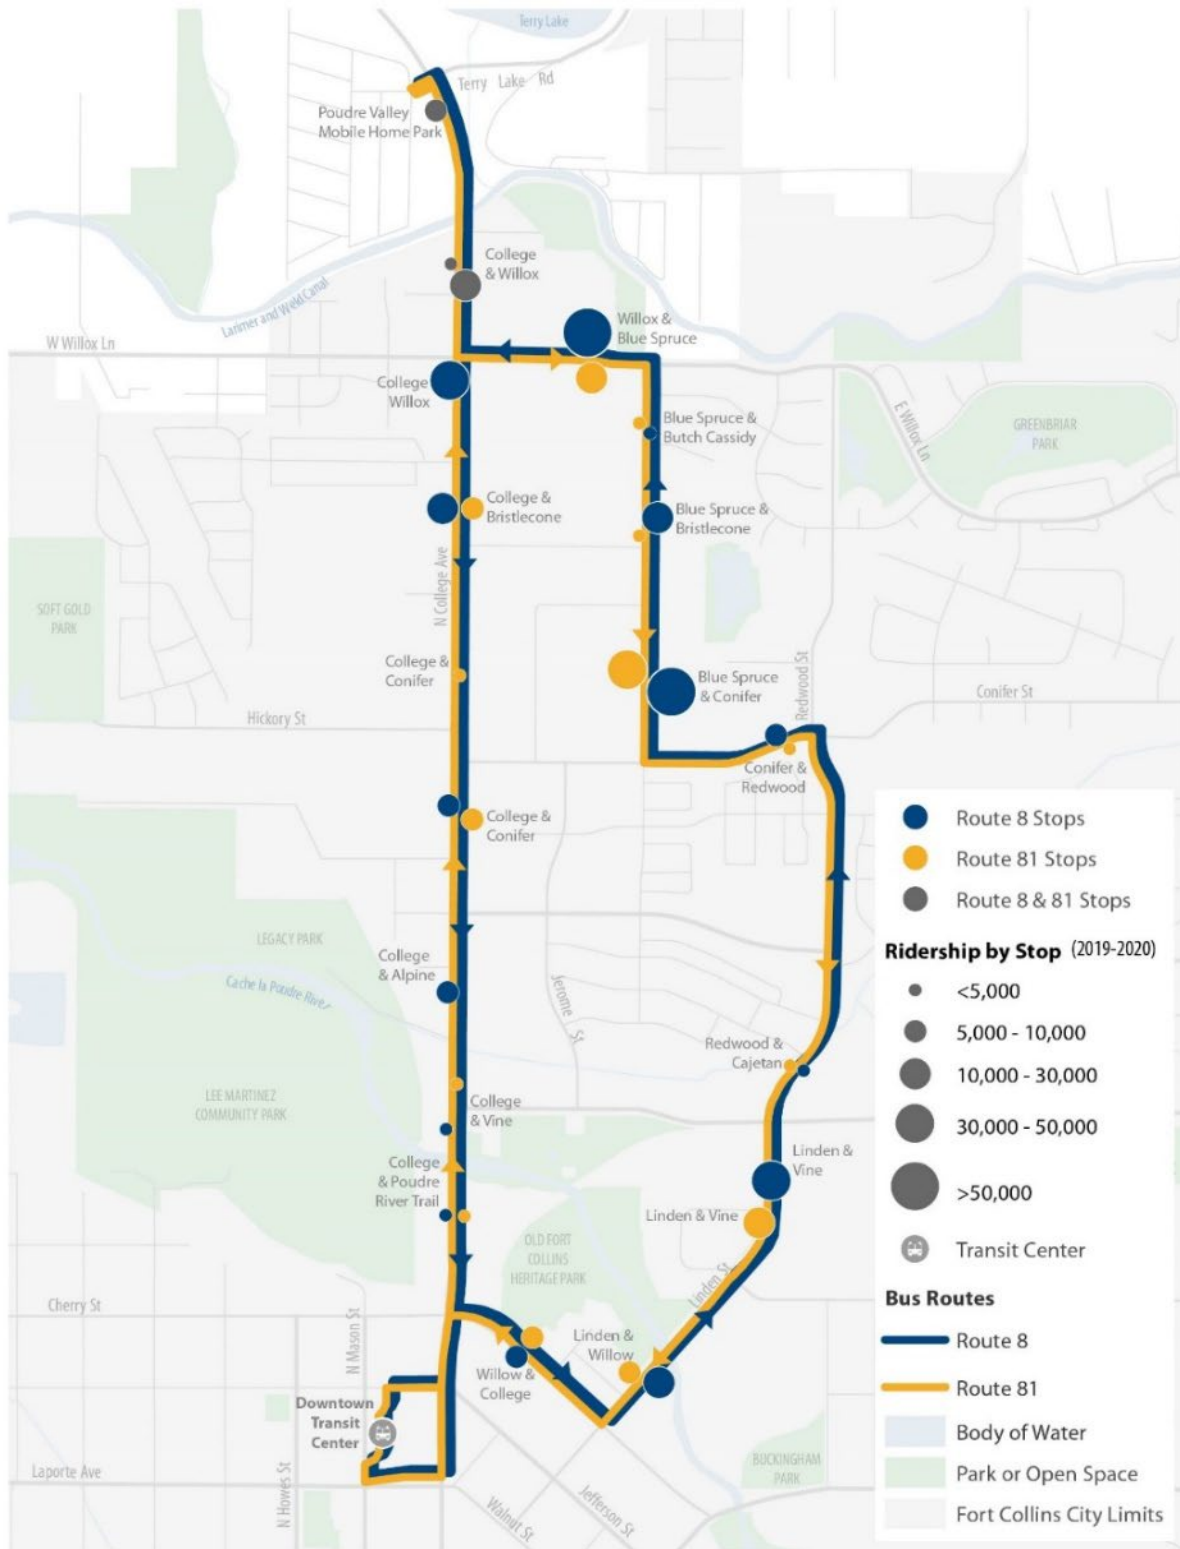 Terry Lake
Terry Lake Rd
Poudre Valley
Mobile Home Park
College
& Willox
Larimer and Weld Canal
Willox &
Blue Spruce
W Willox Ln
College
Willox
Blue Spruce &
Butch Cassidy
E Willox Ln
GREENBRIAR
PARK
College &
Bristlecone
Blue Spruce &
Bristlecone
N College Ave
SOFT GOLD
PARK
College &
Conifer
Blue Spruce
& Conifer
Redwood St
Conifer St
Hickory St
Conifer &
Redwood
College &
Conifer
LEGACY PARK
College
& Alpine
Cache la Poudre River
Jerome St
Redwood &
Cajetan
LEE MARTINEZ
COMMUNITY PARK
College
& Vine
College
& Poudre
River Trail
Linden &
Vine
Linden & Vine
OLD FORT
COLLINS
HERITAGE PARK
Linden St
Cherry St
N Mason St
Linden &
Willow
Willow &
College
Downtown
Transit
Center
Laporte Ave
N Howes St
Walnut St
Jefferson St
BUCKINGHAM
PARK
Route 8 Stops
Route 81 Stops
Route 8 & 81 Stops
Ridership by Stop (2019-2020)
<5,000
5,000 - 10,000
10,000 - 30,000
30,000 - 50,000
>50,000
Transit Center
Bus Routes
Route 8
Route 81
Body of Water
Park or Open Space
Fort Collins City Limits